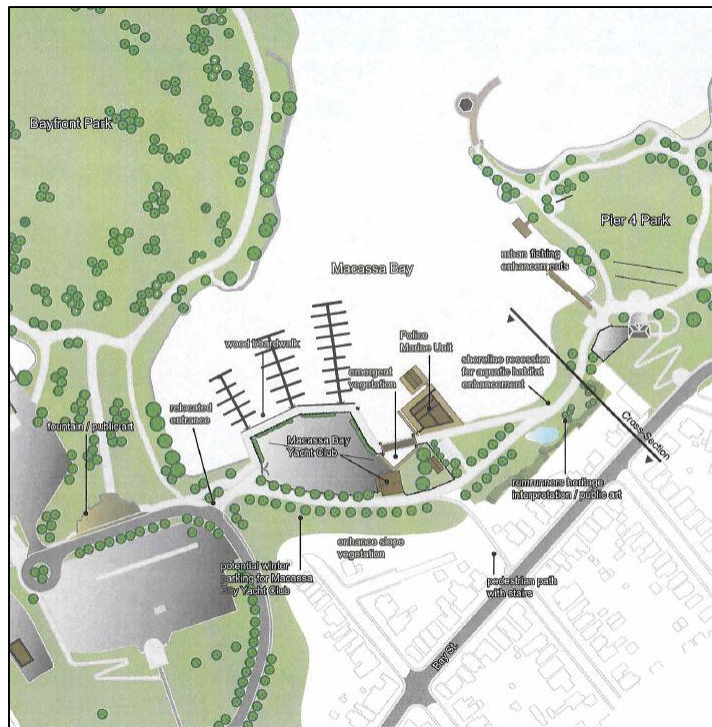 Bayfront Park
Pier 4 Park
urban fishing
enhancements
Macassa Bay
Police
Marine Unit
wood boardwalk
emergent
vegetation
shoreline recession
for aquatic habitat
enhancement
relocated
entrance
fountain / public art
Cross-Section
Macassa Bay
Yacht Club
rumrunners heritage
interpretation / public art
enhance slope
vegetation
potential winter
parking for Macassa
Bay Yacht Club
pedestrian path
with stairs
Bay St.